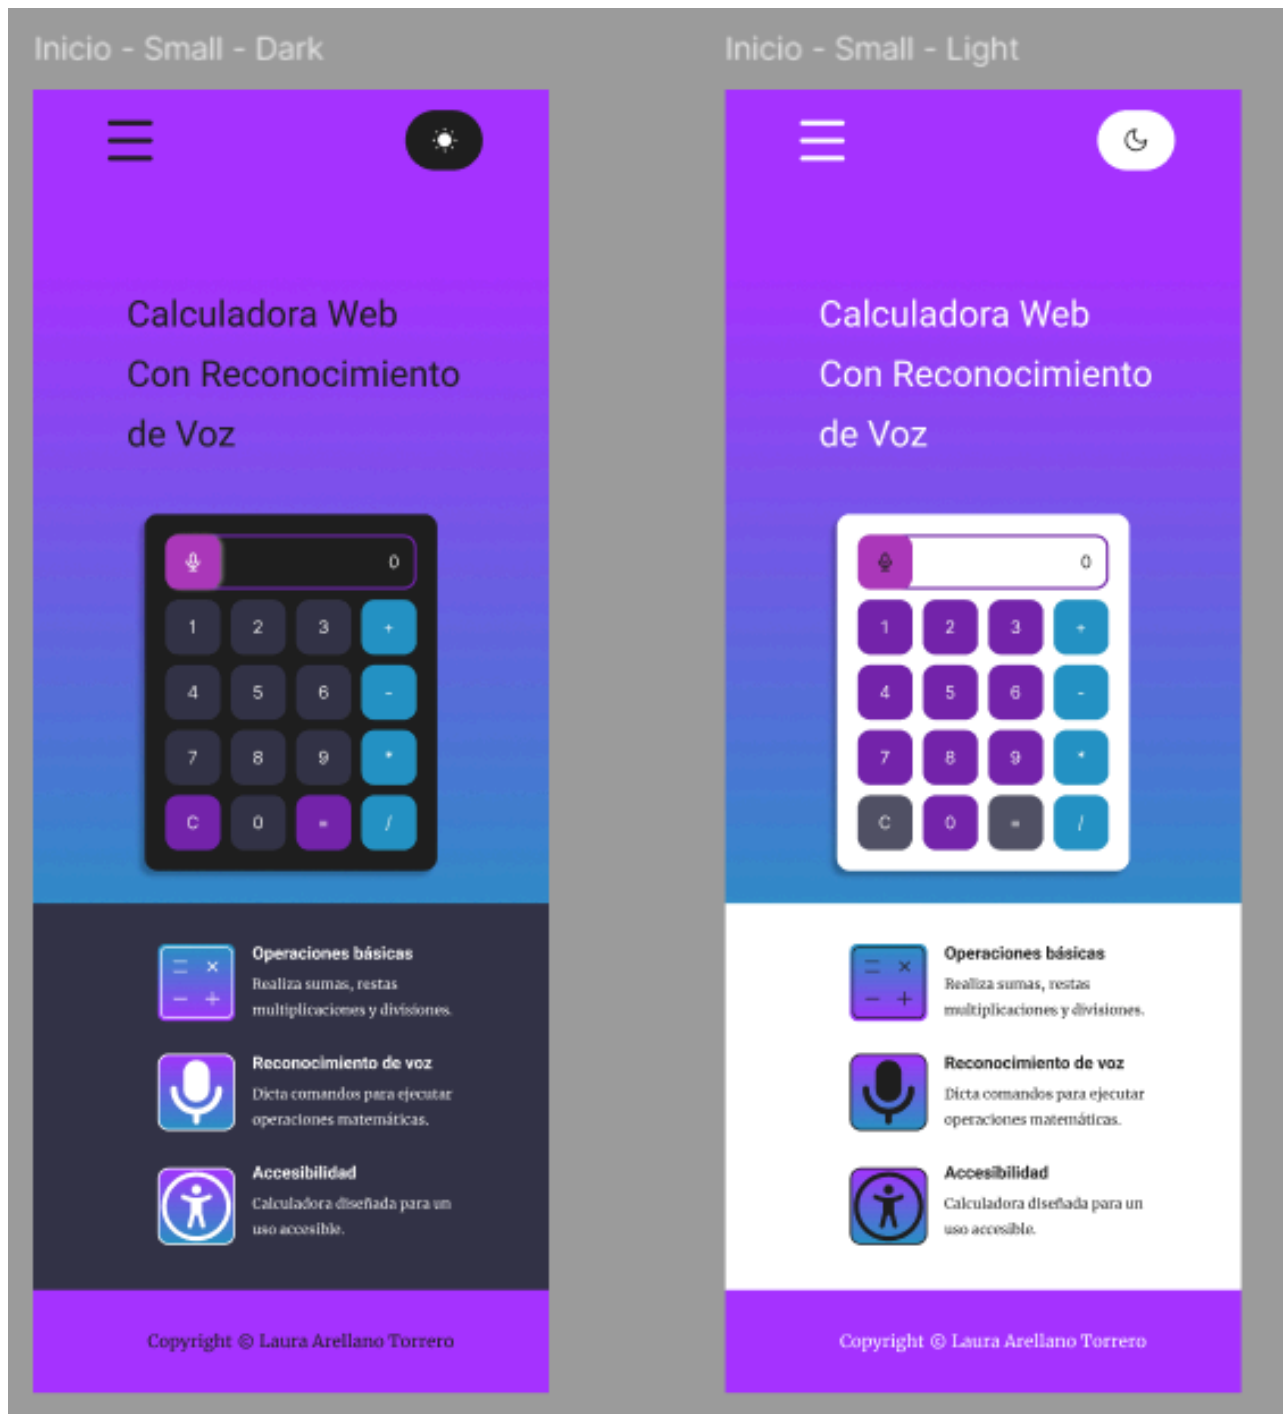 Inicio - Small - Dark
Calculadora Web
Con Reconocimiento
de Voz
0
1 2 3 +
4 5 6 -
7 8 9 *
C 0 = /
Operaciones básicas
Realiza sumas, restas
multiplicaciones y divisiones.
Reconocimiento de voz
Dicta comandos para ejecutar
operaciones matemáticas.
Accesibilidad
Calculadora diseñada para un
uso accesible.
Copyright © Laura Arellano Torrero
Inicio - Small - Light
Calculadora Web
Con Reconocimiento
de Voz
0
1 2 3 +
4 5 6 -
7 8 9 *
C 0 = /
Operaciones básicas
Realiza sumas, restas
multiplicaciones y divisiones.
Reconocimiento de voz
Dicta comandos para ejecutar
operaciones matemáticas.
Accesibilidad
Calculadora diseñada para un
uso accesible.
Copyright © Laura Arellano Torrero